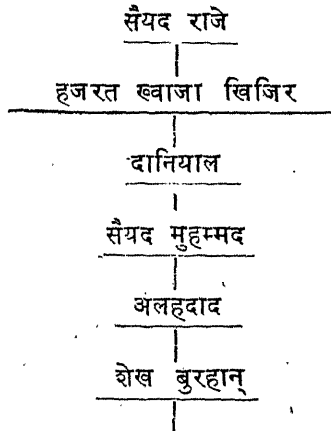 सैयद राजे
हजरत ख्वाजा खिजिर
दानियाल
सैयद मुहम्मद
अलहदाद
शेख बुरहान्